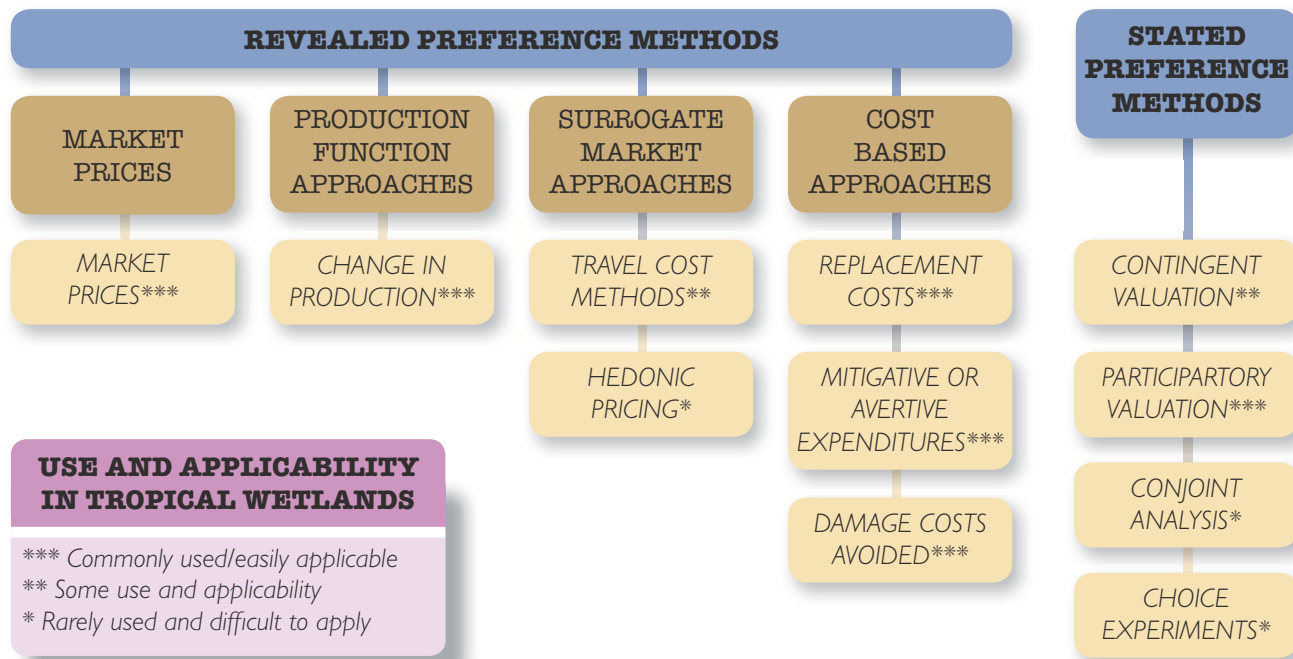 REVEALED PREFERENCE METHODS
MARKET
PRICES
MARKET
PRICES***
PRODUCTION
FUNCTION
APPROACHES
CHANGE IN
PRODUCTION***
SURROGATE
MARKET
APPROACHES
TRAVEL COST
METHODS**
HEDONIC
PRICING*
COST
BASED
APPROACHES
REPLACEMENT
COSTS***
MITIGATIVE OR
AVERTIVE
EXPENDITURES***
DAMAGE COSTS
AVOIDED***
STATED
PREFERENCE
METHODS
CONTINGENT
VALUATION**
PARTICIPARTORY
VALUATION***
CONJOINT
ANALYSIS*
CHOICE
EXPERIMENTS*
USE AND APPLICABILITY
IN TROPICAL WETLANDS
*** Commonly used/easily applicable
** Some use and applicability
* Rarely used and difficult to apply